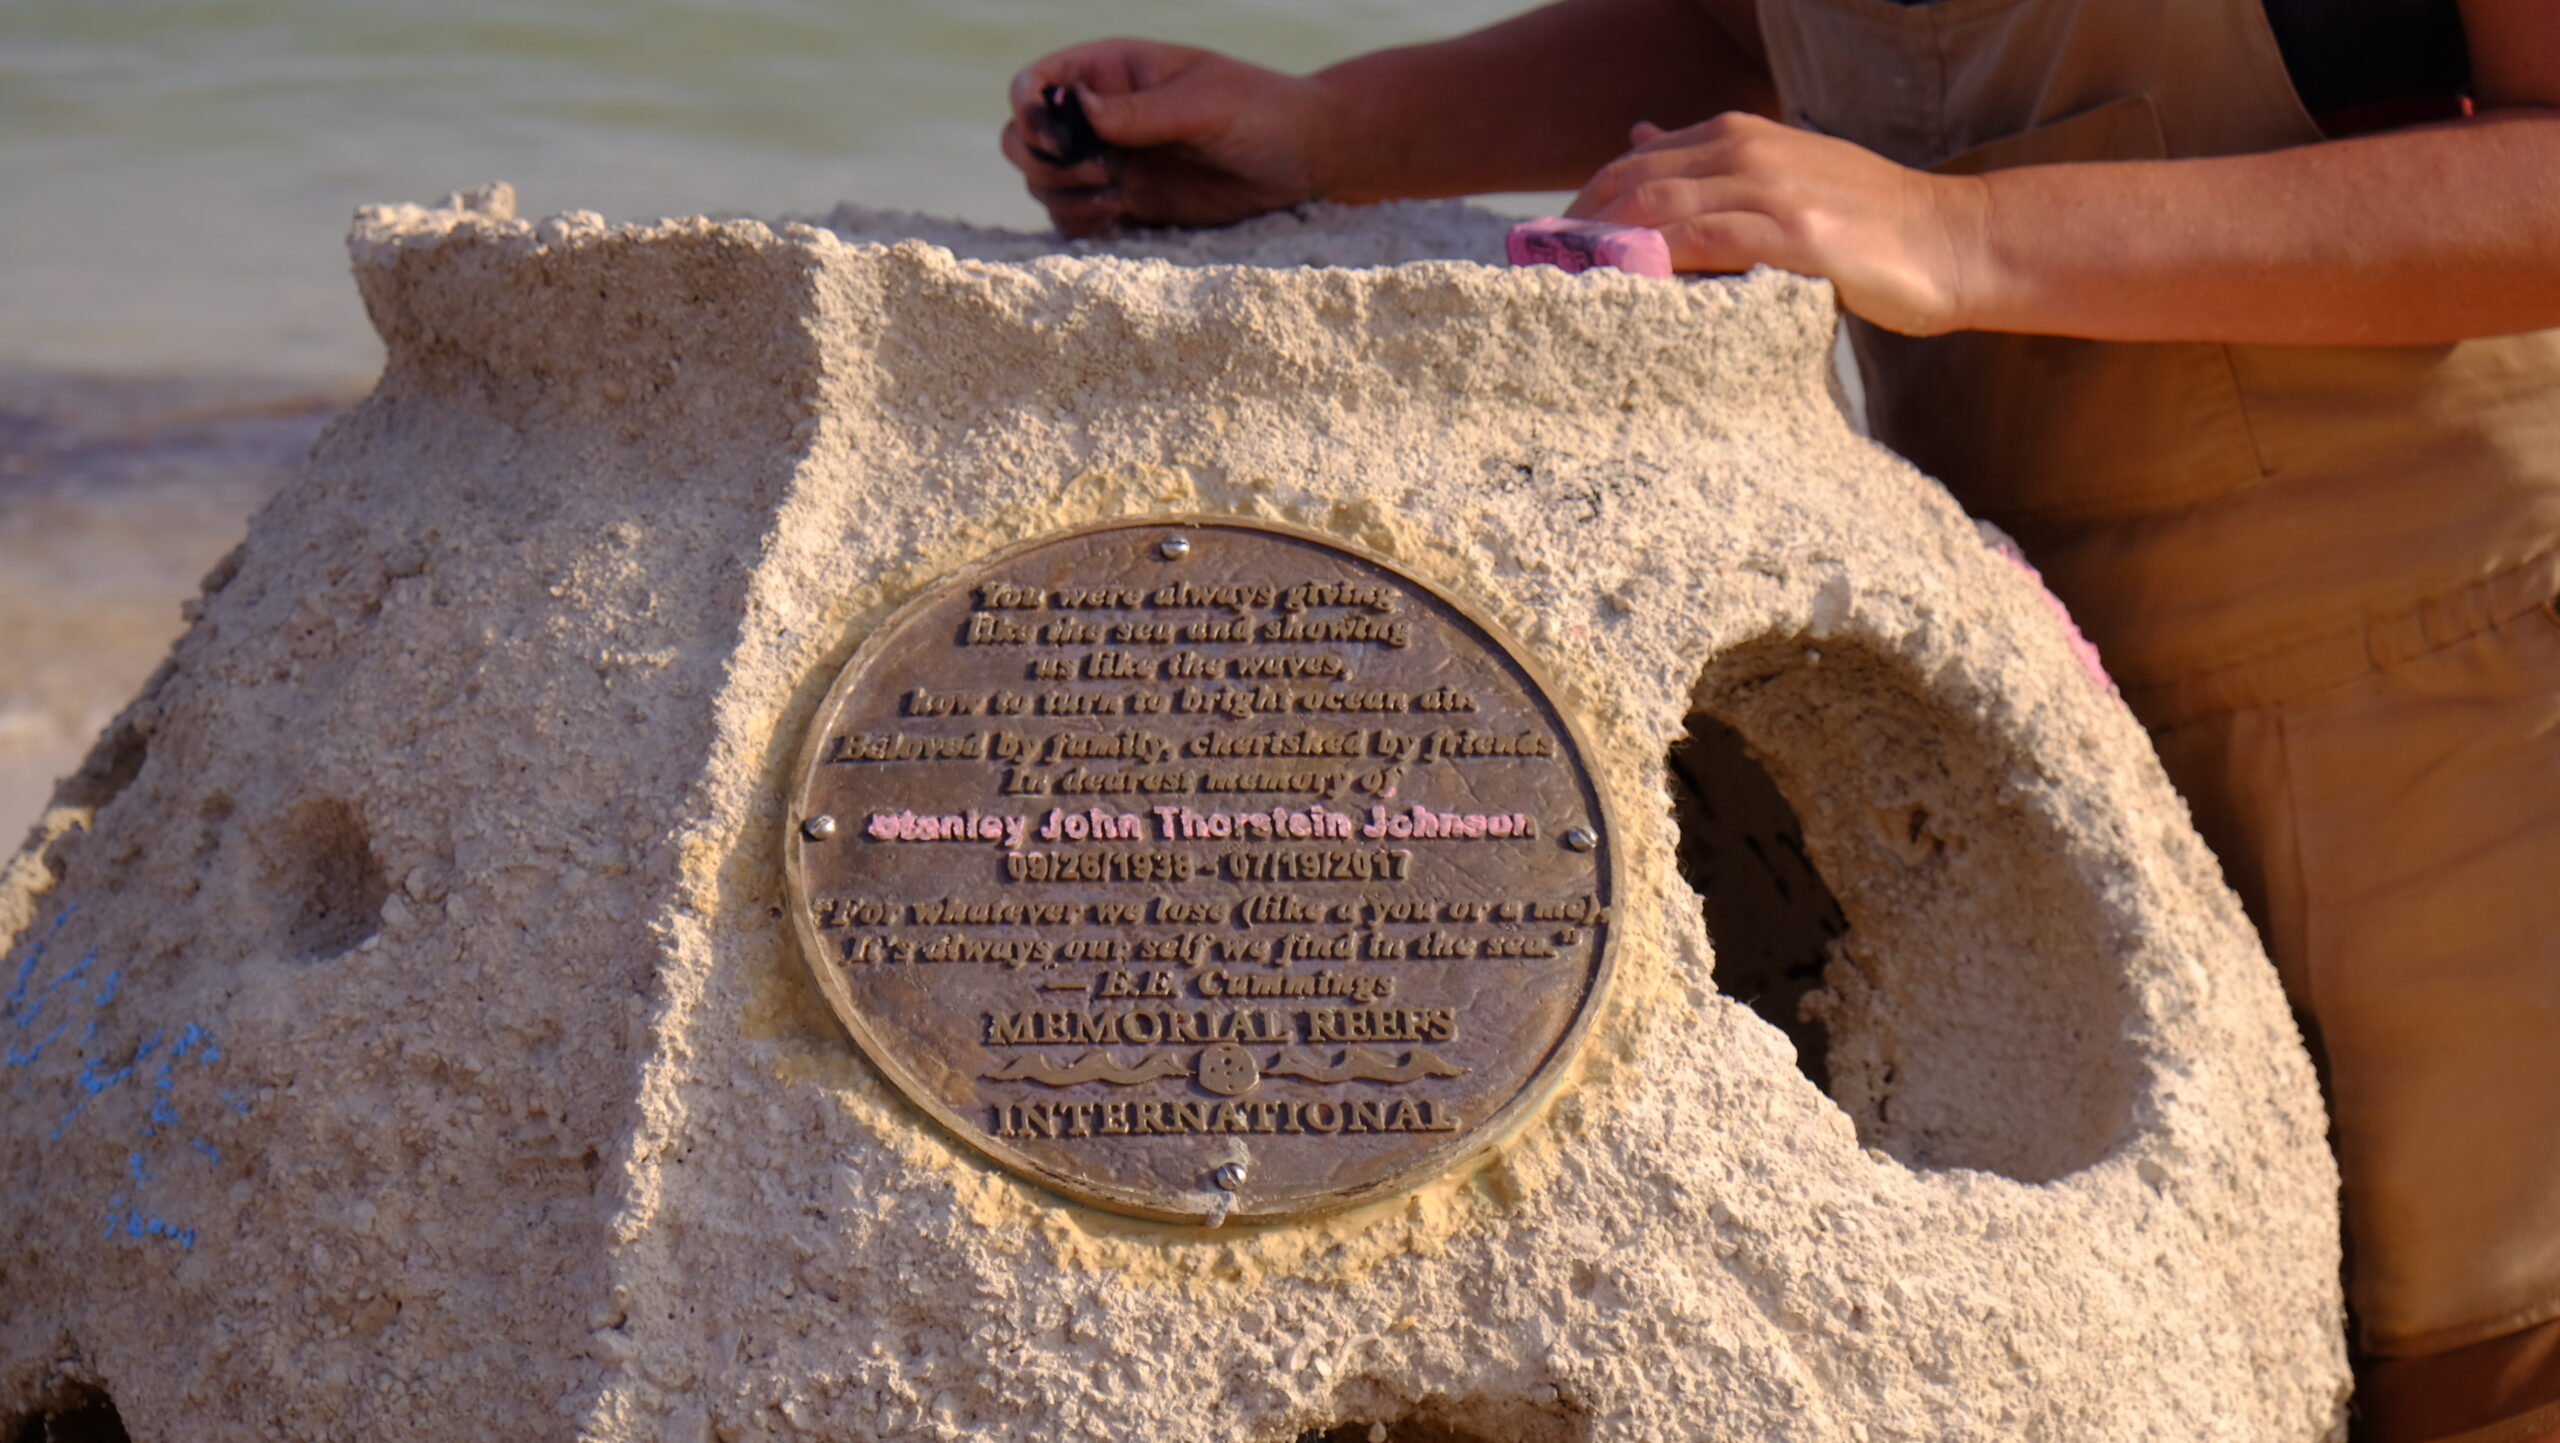 You were always giving
like the sea and showing
us like the waves,
how to turn to bright ocean air.
Beloved by family, cherished by friends
In dearest memory of
Stanley John Thorstein Johnson
09/28/1938 - 07/19/2017
"For whatever we lose (like a you or a me),
It's always our self we find in the sea."
— E.E. Cummings
MEMORIAL REEFS
INTERNATIONAL